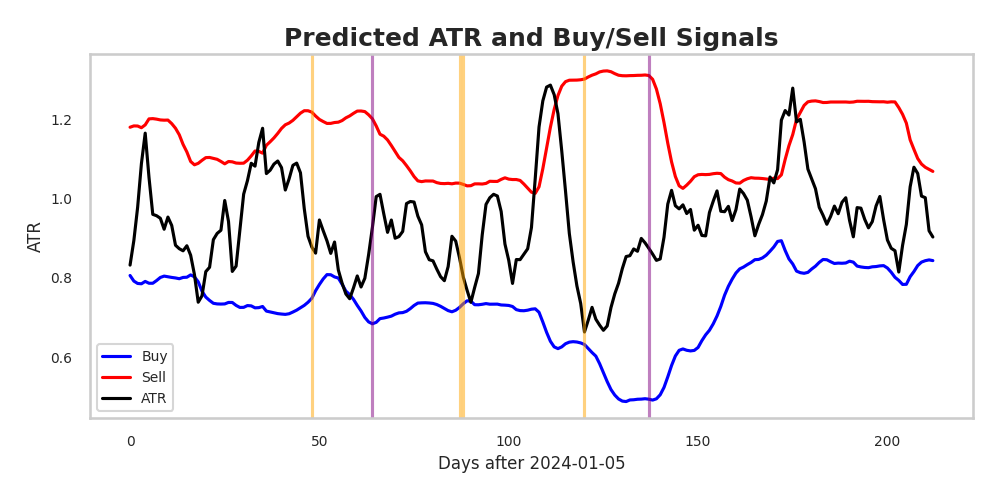 Predicted ATR and Buy/Sell Signals
ATR
1.2
1.0
0.8
0.6
Buy
Sell
ATR
0 50 100 150 200
Days after 2024-01-05